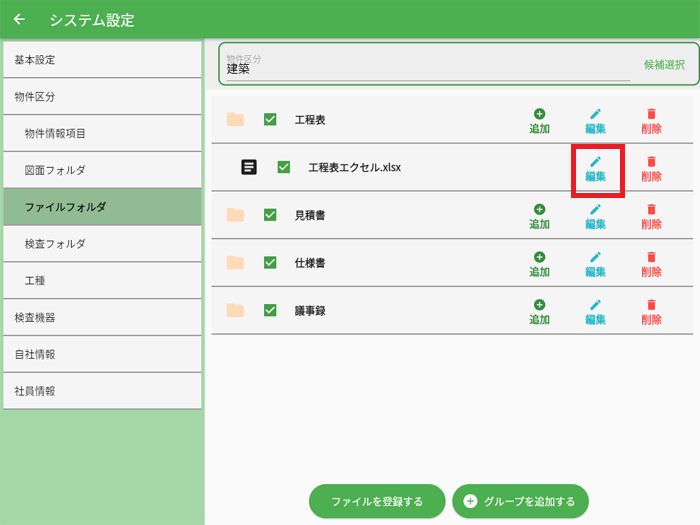 システム設定
基本設定
物件区分
物件情報項目
図面フォルダ
ファイルフォルダ
検査フォルダ
工種
検査機器
自社情報
社員情報
物件区分
建築
候補選択
工程表
追加
編集
削除
工程表エクセル.xlsx
編集
削除
見積書
追加
編集
削除
仕様書
追加
編集
削除
議事録
追加
編集
削除
ファイルを登録する
グループを追加する